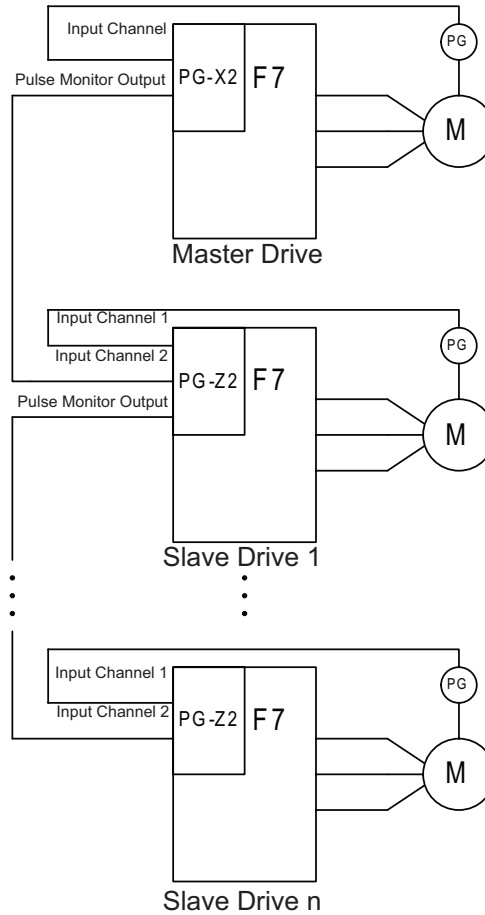 Input Channel
PG
Pulse Monitor Output
PG-X2
F7
M
Master Drive
Input Channel 1
Input Channel 2
PG
PG-Z2
F7
Pulse Monitor Output
M
Slave Drive 1
Input Channel 1
PG
Input Channel 2
PG-Z2
F7
M
Slave Drive n